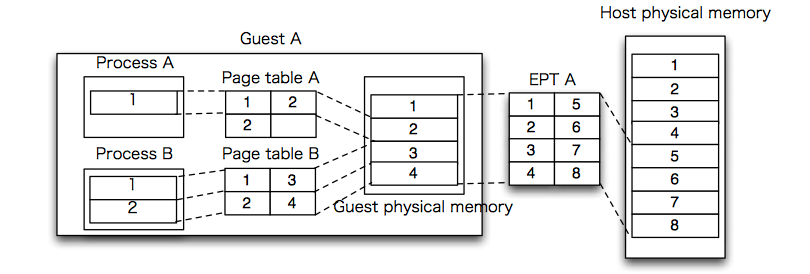 Host physical memory
Guest A
Process A
1
Page table A
1 2
2
Process B
1
2
Page table B
1 3
2 4
1
2
3
4
Guest physical memory
EPT A
1 5
2 6
3 7
4 8
1
2
3
4
5
6
7
8